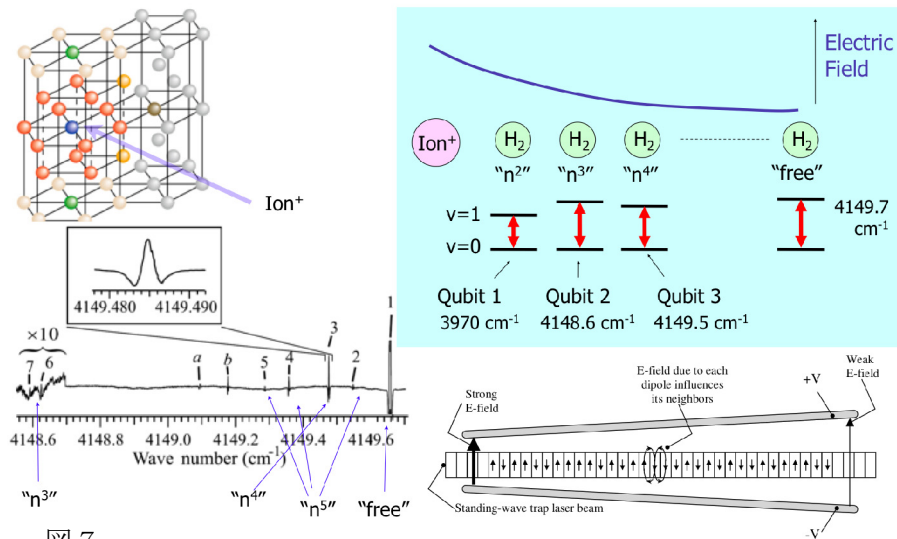 Ion⁺
4149.480
4149.490
×10
7
6
a
b
5
4
3
2
1
4148.6
4148.8
4149.0
4149.2
4149.4
4149.6
Wave number (cm⁻¹)
“n³”
“n⁴”
“n⁵”
“free”
図 7
Electric
Field
Ion⁺
H₂
H₂
H₂
H₂
“n²”
“n³”
“n⁴”
“free”
v=1
v=0
4149.7
cm⁻¹
Qubit 1
3970 cm⁻¹
Qubit 2
4148.6 cm⁻¹
Qubit 3
4149.5 cm⁻¹
Strong
E-field
E-field due to each
dipole influences
its neighbors
+V
Weak
E-field
Standing-wave trap laser beam
-V